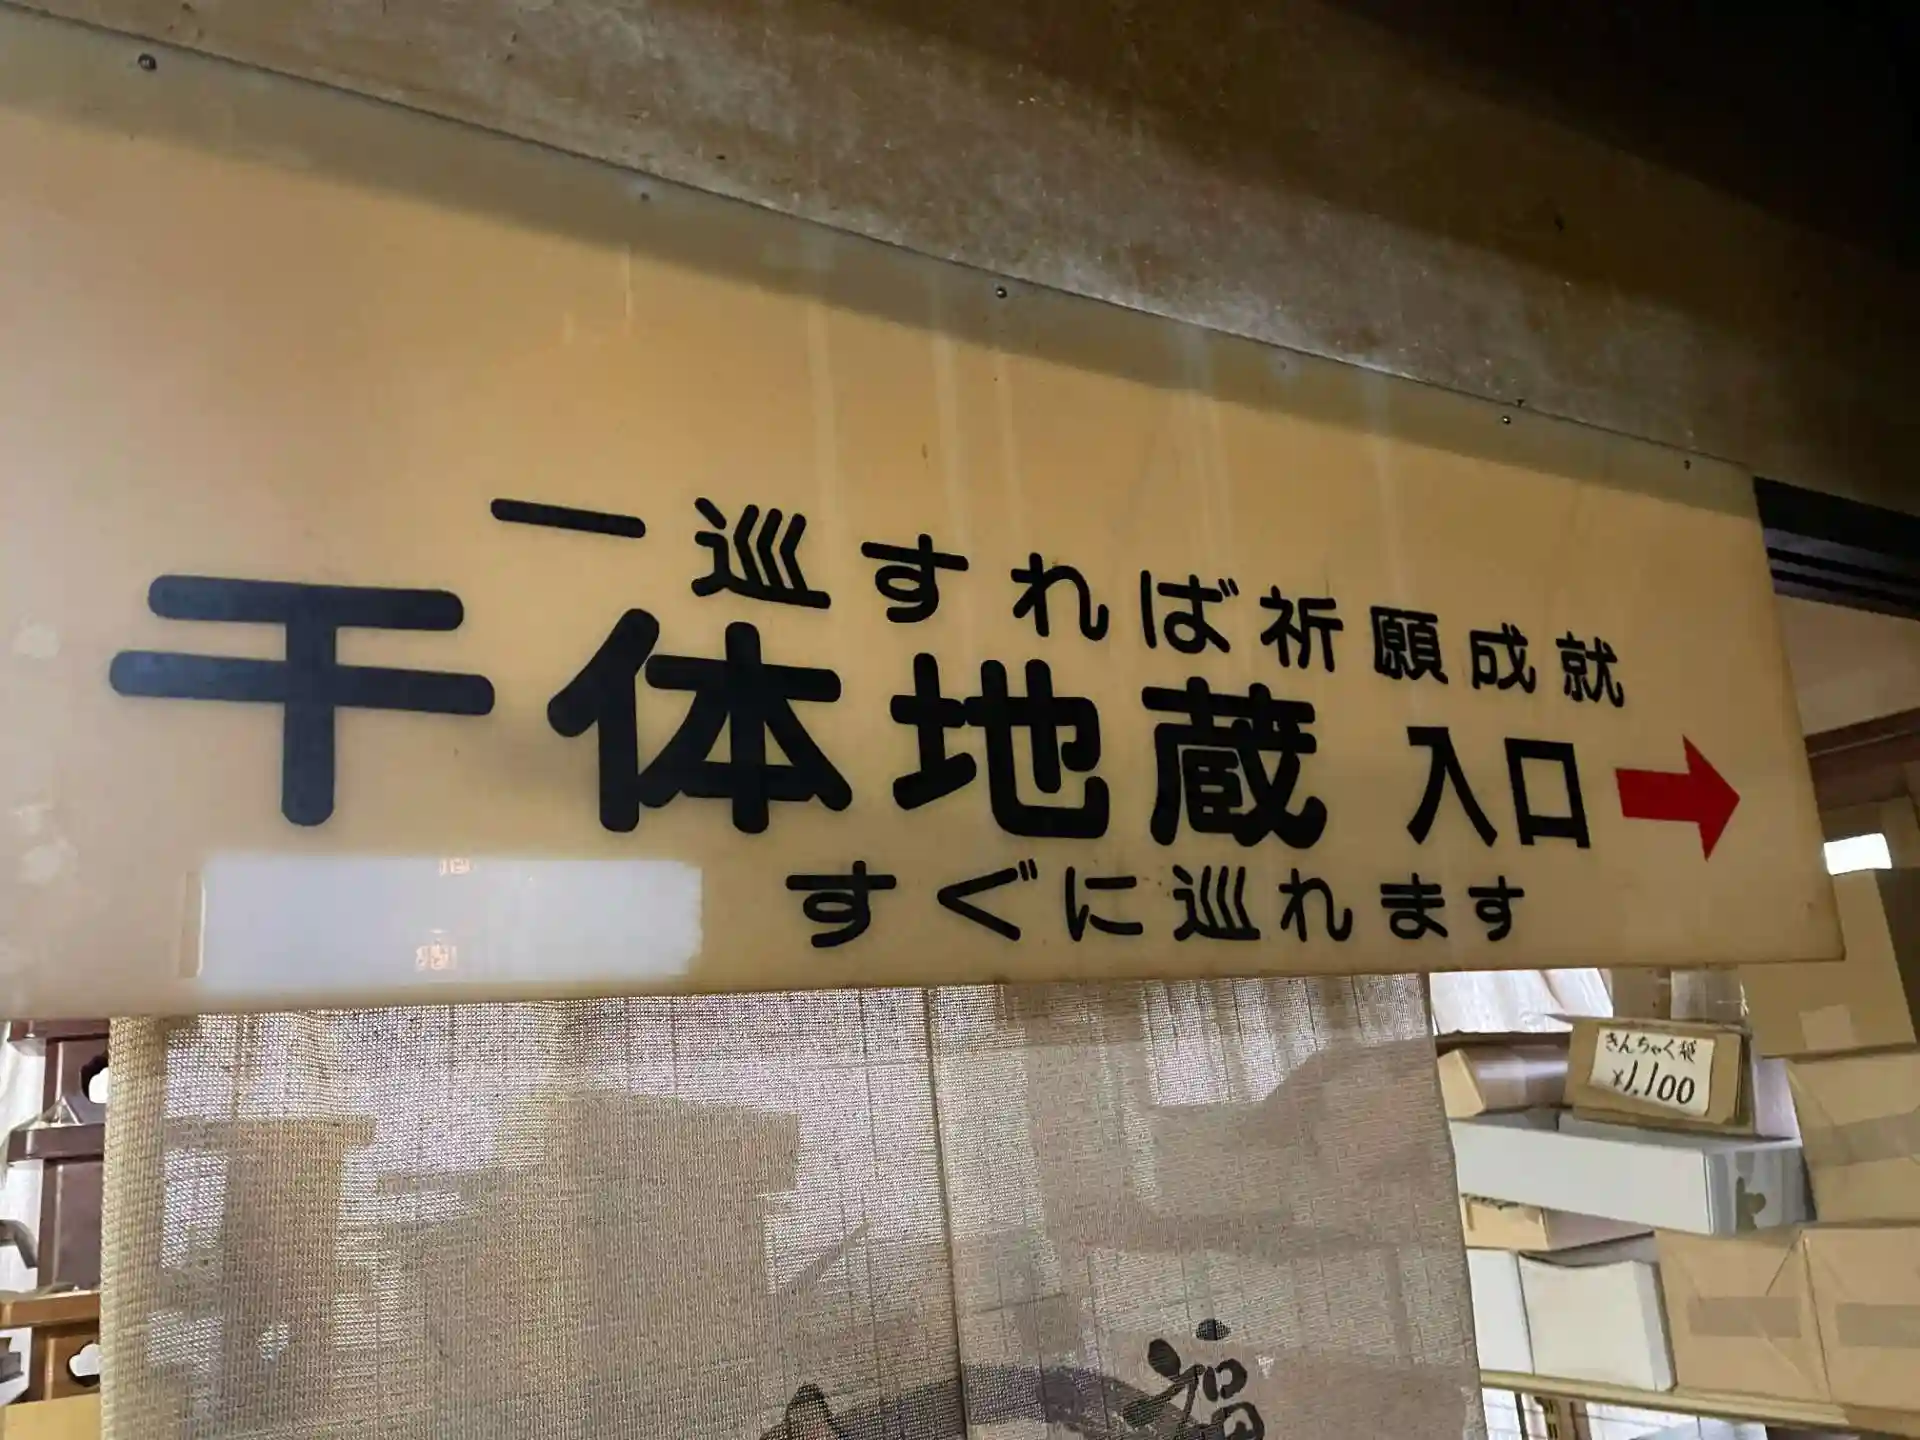 一巡すれば祈願成就
千体地蔵 入口
すぐに巡れます
きんちゃく袋
¥1,100
福